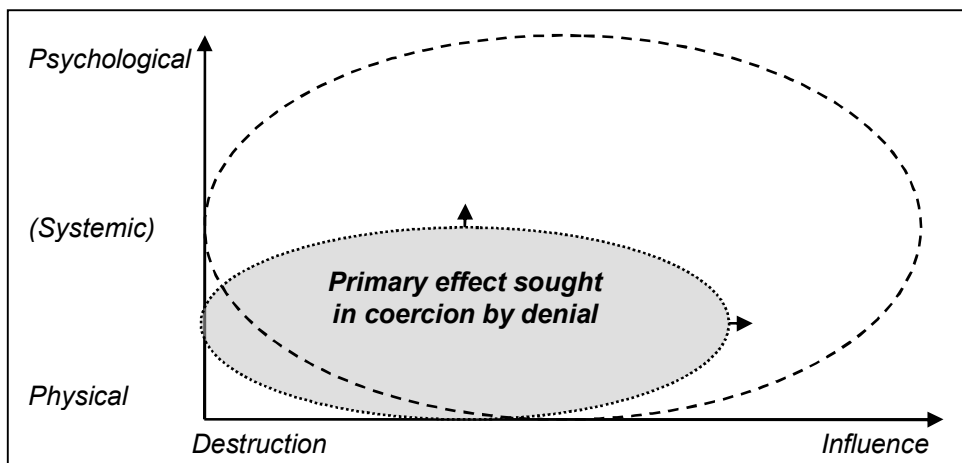 Psychological
(Systemic)
Primary effect sought
in coercion by denial
Physical
Destruction
Influence